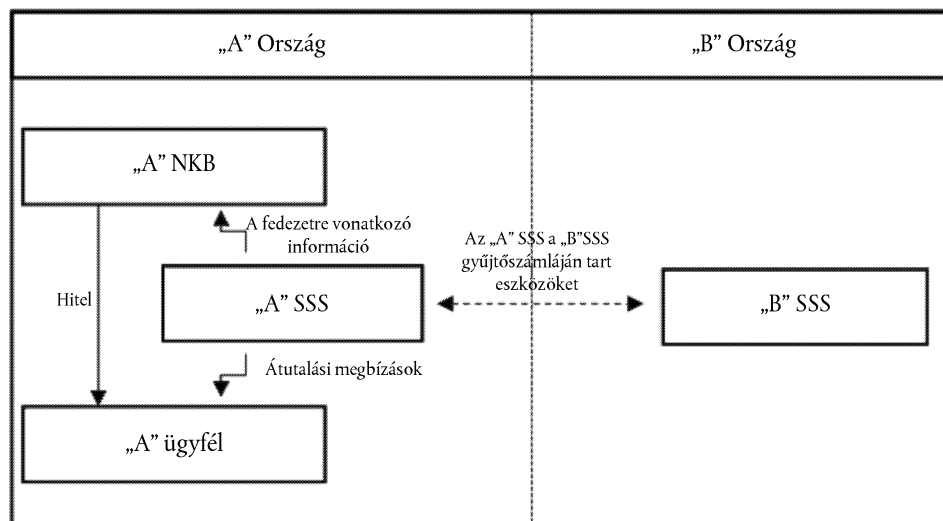 „A” Ország
„B” Ország
„A” NKB
A fedezetre vonatkozó
információ
Az „A” SSS a „B”SSS
gyűjtőszámláján tart
eszközöket
Hitel
„A” SSS
„B” SSS
Átutalási megbízások
„A” ügyfél